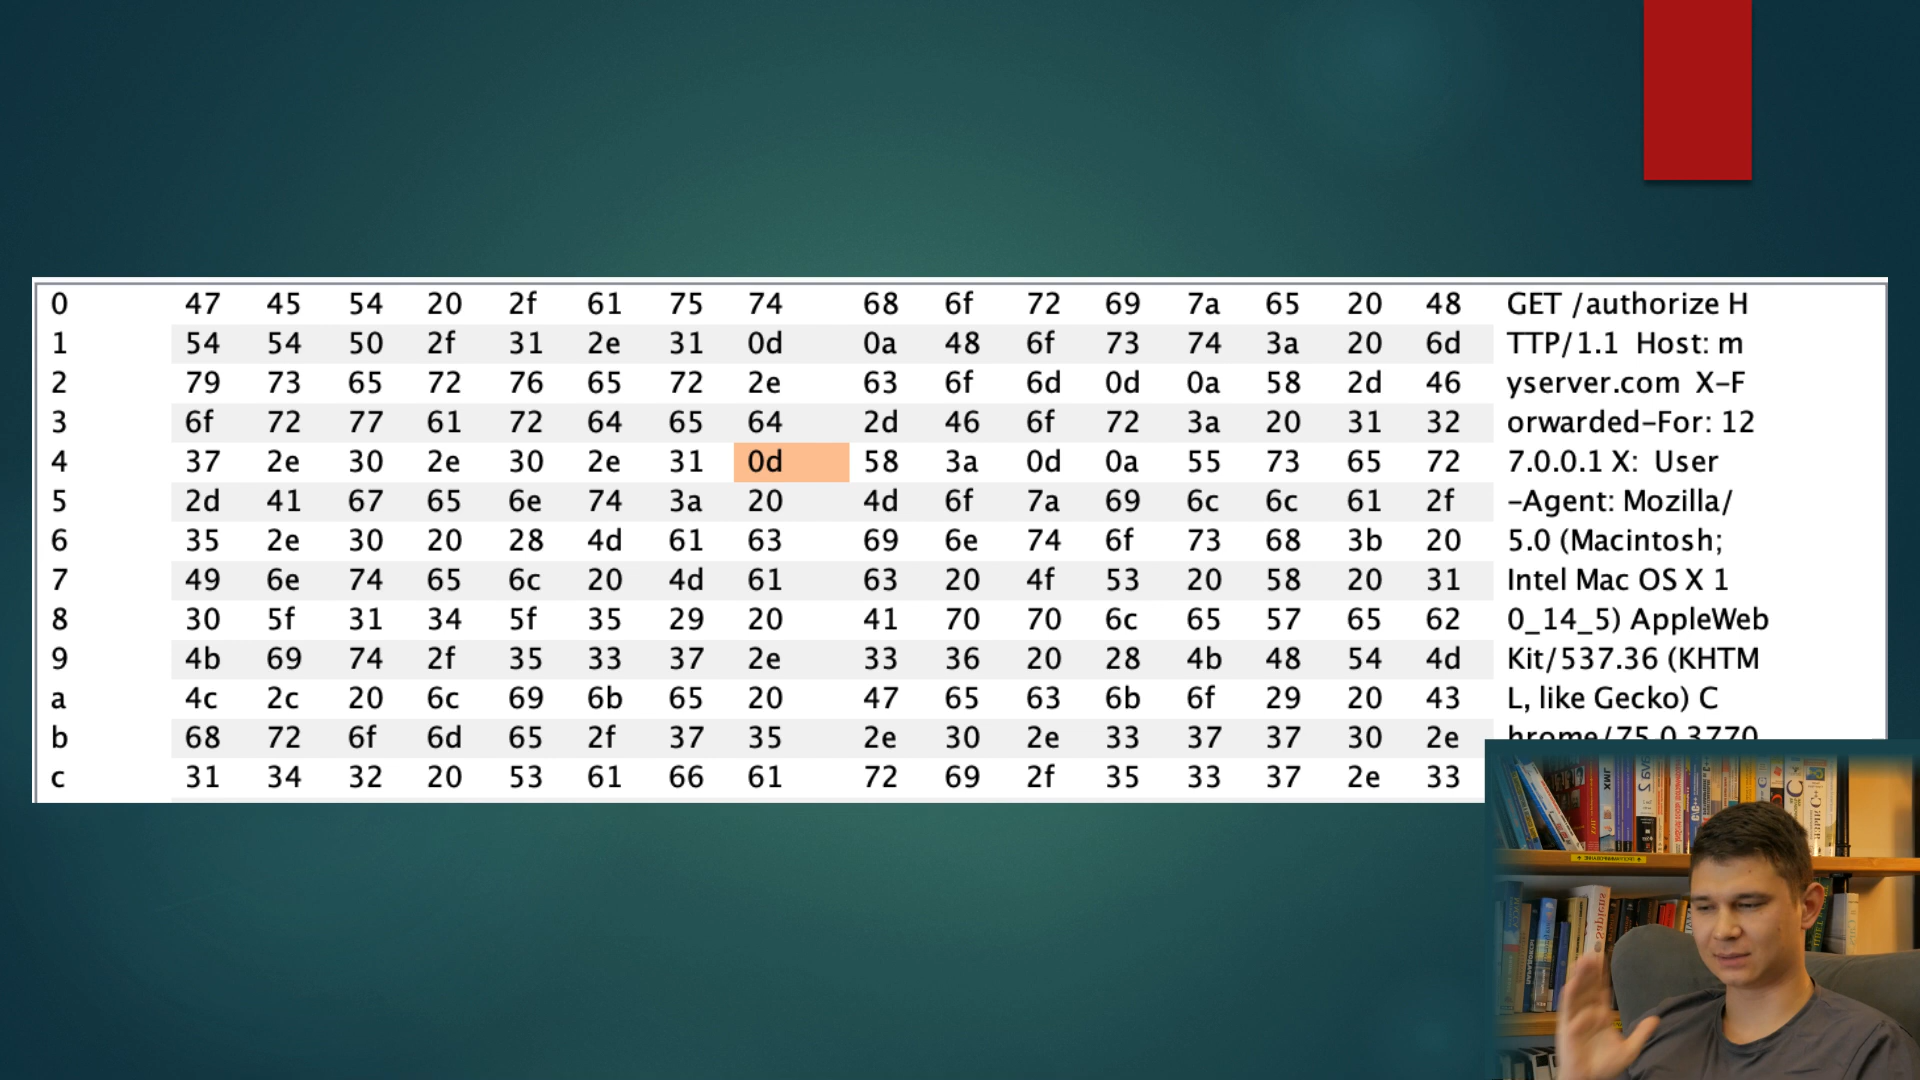 0 47 45 54 20 2f 61 75 74 68 6f 72 69 7a 65 20 48 GET /authorize H
1 54 54 50 2f 31 2e 31 0d 0a 48 6f 73 74 3a 20 6d TTP/1.1 Host: m
2 79 73 65 72 76 65 72 2e 63 6f 6d 0d 0a 58 2d 46 yserver.com X-F
3 6f 72 77 61 72 64 65 64 2d 46 6f 72 3a 20 31 32 orwarded-For: 12
4 37 2e 30 2e 30 2e 31 0d 58 3a 0d 0a 55 73 65 72 7.0.0.1 X: User
5 2d 41 67 65 6e 74 3a 20 4d 6f 7a 69 6c 6c 61 2f -Agent: Mozilla/
6 35 2e 30 20 28 4d 61 63 69 6e 74 6f 73 68 3b 20 5.0 (Macintosh;
7 49 6e 74 65 6c 20 4d 61 63 20 4f 53 20 58 20 31 Intel Mac OS X 1
8 30 5f 31 34 5f 35 29 20 41 70 70 6c 65 57 65 62 0_14_5) AppleWeb
9 4b 69 74 2f 35 33 37 2e 33 36 20 28 4b 48 54 4d Kit/537.36 (KHTM
a 4c 2c 20 6c 69 6b 65 20 47 65 63 6b 6f 29 20 43 L, like Gecko) C
b 68 72 6f 6d 65 2f 37 35 2e 30 2e 33 37 37 30 2e hrome/75.0.3770
c 31 34 32 20 53 61 66 61 72 69 2f 35 33 37 2e 33
Sapiens